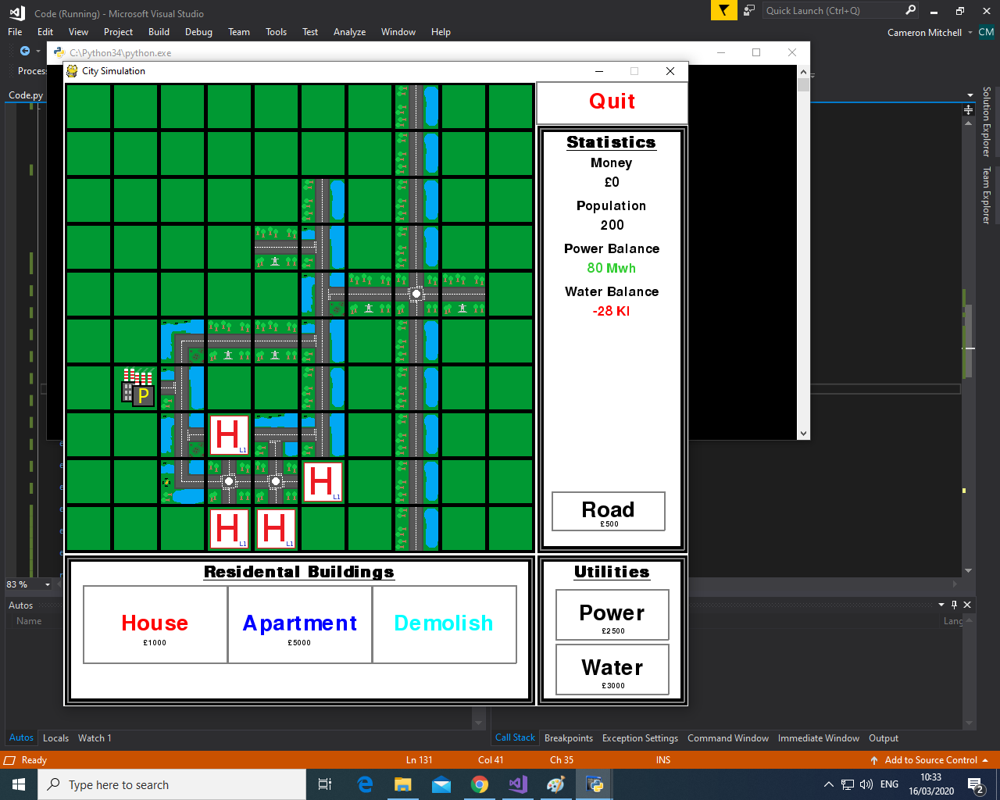 Code (Running) - Microsoft Visual Studio
Quick Launch (Ctrl+Q)
File Edit View Project Build Debug Team Tools Test Analyze Window Help
Cameron Mitchell CM
C:\Python34\python.exe
Proces
City Simulation
Code.py
Quit
Statistics
Money
£0
Population
200
Power Balance
80 Mwh
Water Balance
-28 Kl
Road
£500
P
H L1
H L1
H L1
H L1
Solution Explorer
Team Explorer
83 %
Residental Buildings
House
£1000
Apartment
£5000
Demolish
Utilities
Power
£2500
Water
£3000
Autos
Name
Lang
Autos Locals Watch 1
Call Stack Breakpoints Exception Settings Command Window Immediate Window Output
Ready Ln 131 Col 41 Ch 35 INS Add to Source Control
Type here to search
ENG
10:33
16/03/2020
2